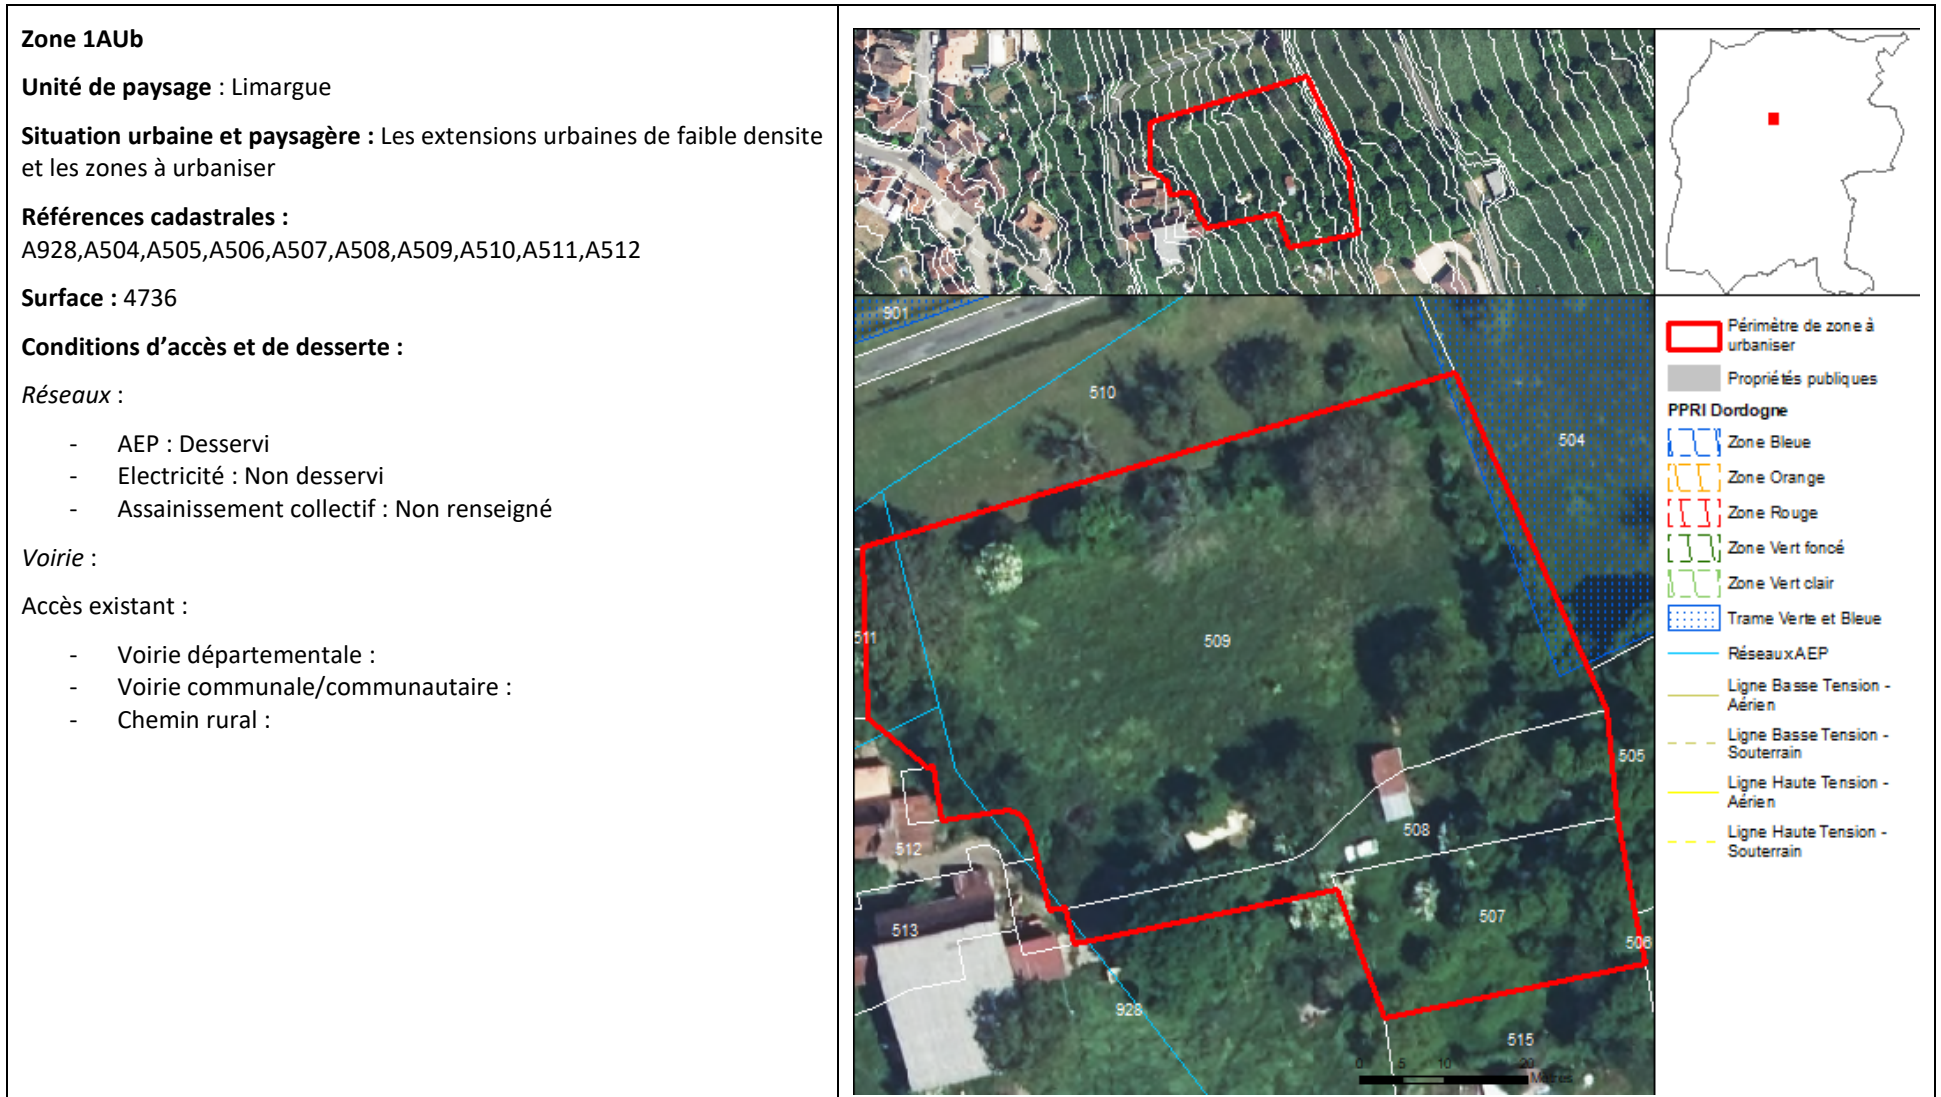 Zone 1AUb
Unité de paysage : Limargue
Situation urbaine et paysagère : Les extensions urbaines de faible densite
et les zones à urbaniser
Références cadastrales :
A928,A504,A505,A506,A507,A508,A509,A510,A511,A512
Surface : 4736
Conditions d’accès et de desserte :
Réseaux :
- AEP : Desservi
- Electricité : Non desservi
- Assainissement collectif : Non renseigné
Voirie :
Accès existant :
- Voirie départementale :
- Voirie communale/communautaire :
- Chemin rural :
901
510
504
511
509
505
508
512
507
513
506
928
515
0 5 10 20
Mètres
Périmètre de zone à
urbaniser
Propriétés publiques
PPRI Dordogne
Zone Bleue
Zone Orange
Zone Rouge
Zone Vert foncé
Zone Vert clair
Trame Verte et Bleue
Réseaux AEP
Ligne Basse Tension -
Aérien
Ligne Basse Tension -
Souterrain
Ligne Haute Tension -
Aérien
Ligne Haute Tension -
Souterrain